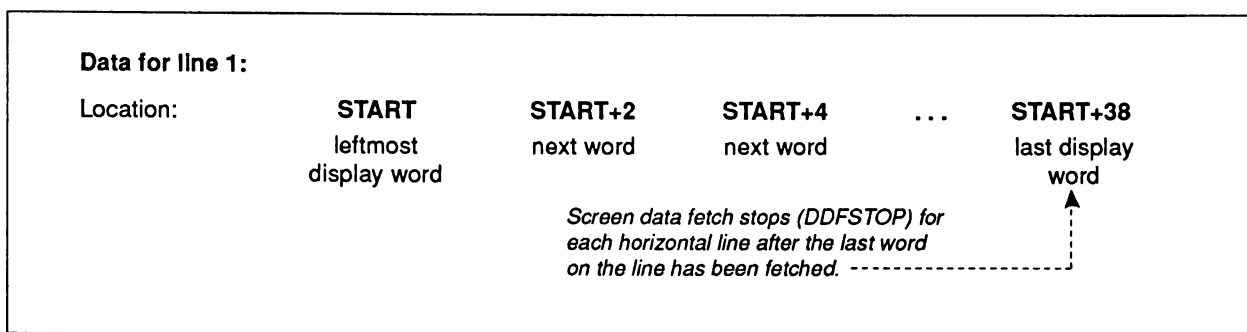 Data for line 1:
Location: START START+2 START+4 ... START+38
leftmost next word next word last display
display word word
Screen data fetch stops (DDFSTOP) for
each horizontal line after the last word
on the line has been fetched.